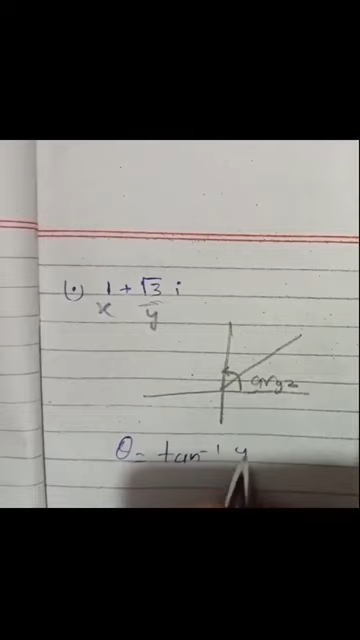 (•) 1 + √3 i
x y
arg z
θ = tan⁻¹ y